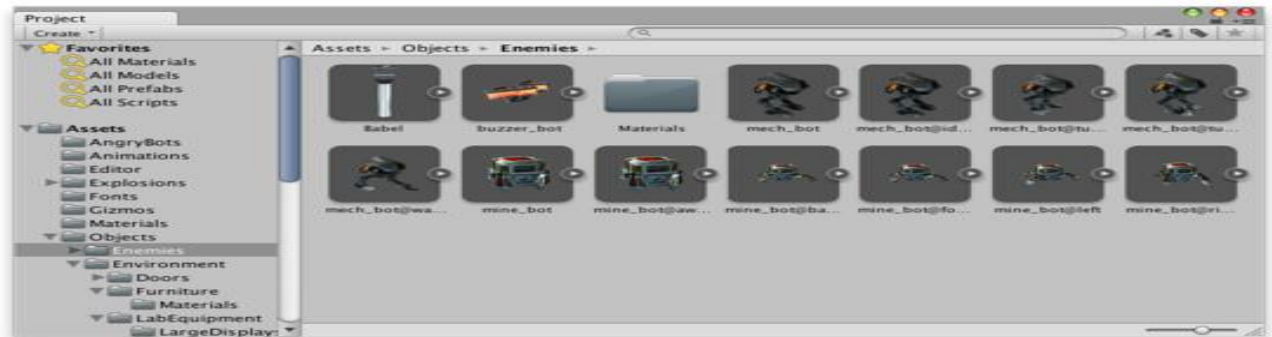 Project
Create
Favorites
All Materials
All Models
All Prefabs
All Scripts
Assets
AngryBots
Animations
Editor
Explosions
Fonts
Gizmos
Materials
Objects
Enemies
Environment
Doors
Furniture
Materials
LabEquipment
LargeDisplay
Assets Objects Enemies
Babel buzzer_bot Materials mech_bot mech_bot@id... mech_bot@tu... mech_bot@tu...
mech_bot@wa... mine_bot mine_bot@aw... mine_bot@ba... mine_bot@fo... mine_bot@left mine_bot@ri...